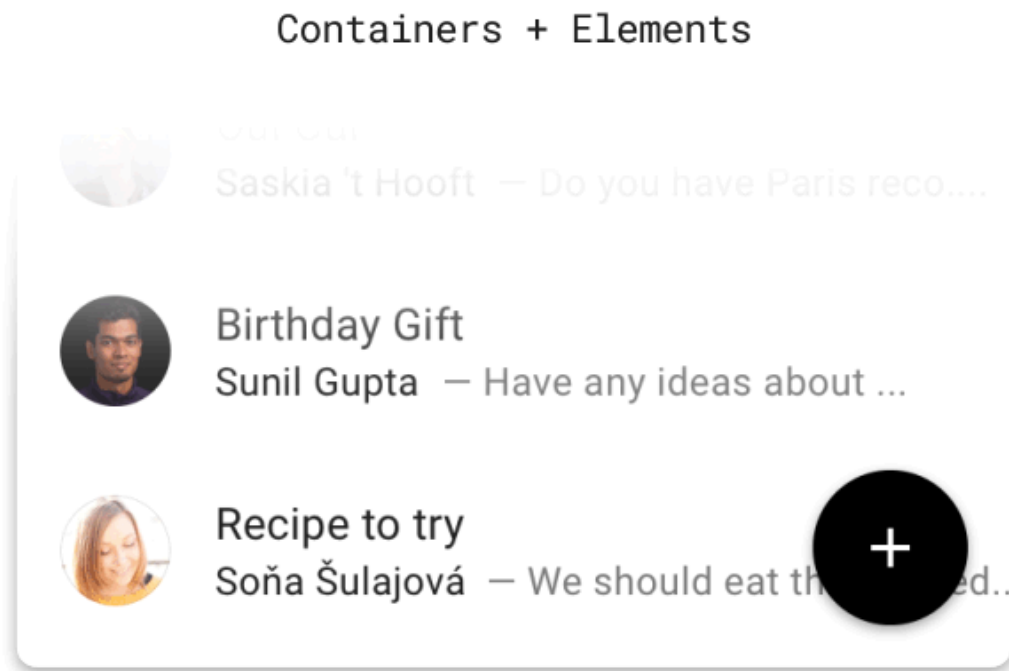 Containers + Elements
Saskia ‘t Hooft — Do you have Paris reco....
Birthday Gift
Sunil Gupta — Have any ideas about ...
Recipe to try
Soňa Šulajová — We should eat th ed..
+